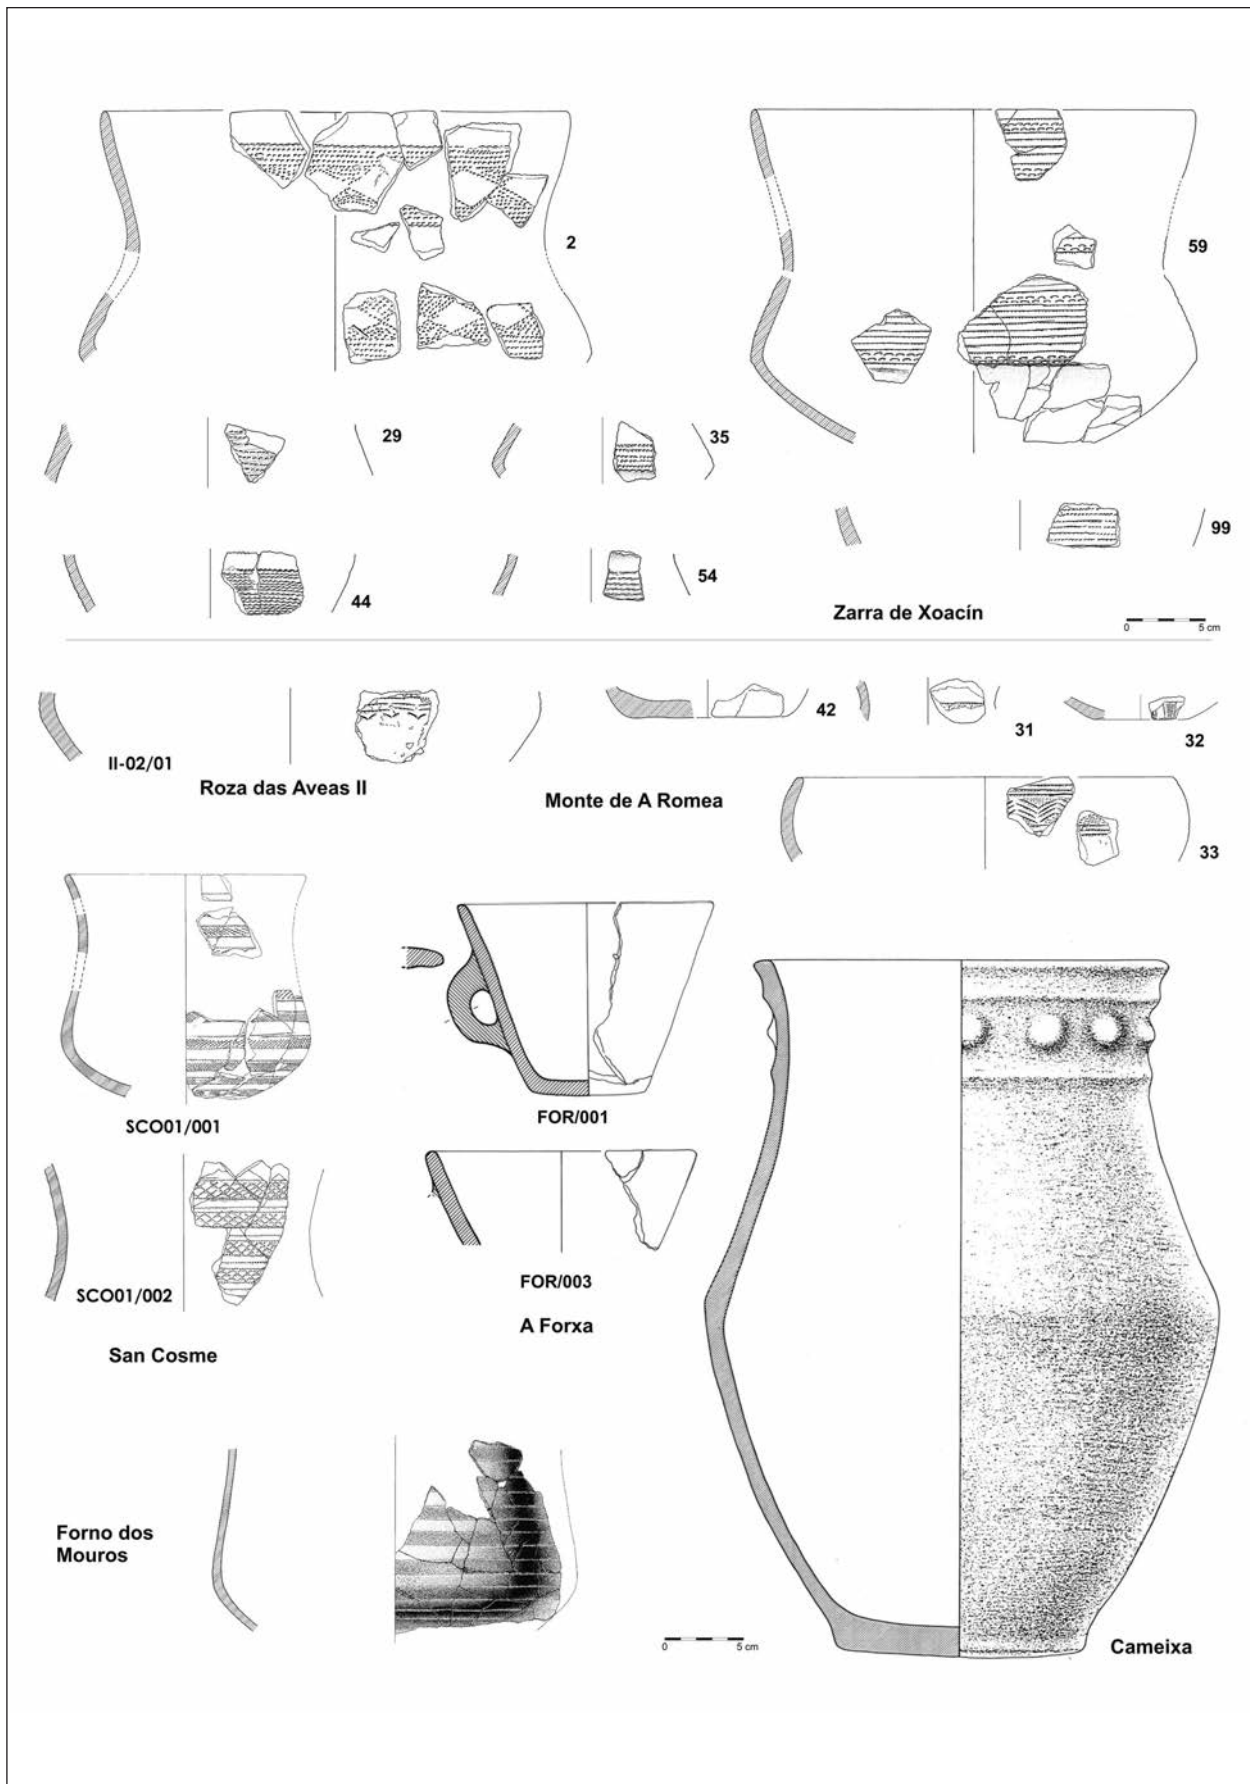 2
59
29
35
44
54
99
Zarra de Xoacín
0 5 cm
II-02/01
Roza das Aveas II
42
31
32
Monte de A Romea
33
SCO01/001
FOR/001
SCO01/002
FOR/003
San Cosme
A Forxa
Forno dos
Mouros
0 5 cm
Cameixa